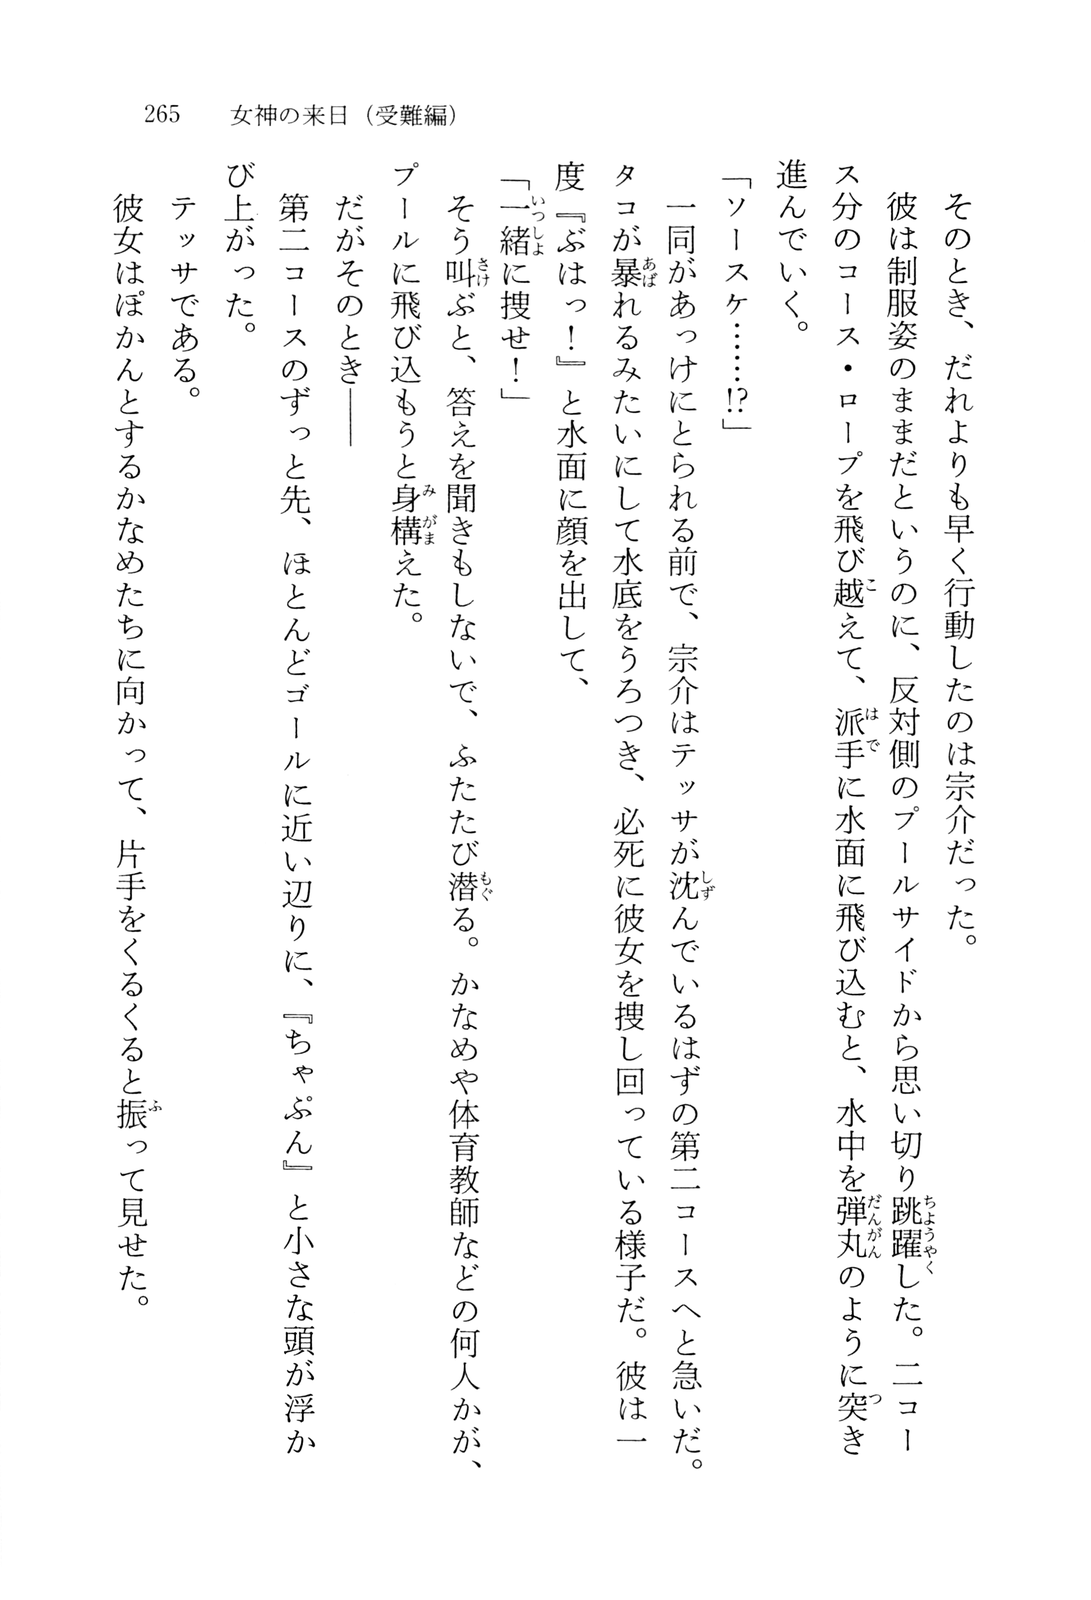 265　女神の来日（受難編）
　そのとき、だれよりも早く行動したのは宗介だった。
　彼は制服姿のままだというのに、反対側のプールサイドから思い切り跳躍した。二コー
ス分のコース・ロープを飛び越えて、派手に水面に飛び込むと、水中を弾丸のように突き
進んでいく。
「ソースケ……!?」
　一同があっけにとられる前で、宗介はテッサが沈んでいるはずの第二コースへと急いだ。
タコが暴れるみたいにして水底をうろつき、必死に彼女を捜し回っている様子だ。彼は一
度『ぶはっ！』と水面に顔を出して、
「一緒に捜せ！」
　そう叫ぶと、答えを聞きもしないで、ふたたび潜る。かなめや体育教師などの何人かが、
プールに飛び込もうと身構えた。
　だがそのとき――
　第二コースのずっと先、ほとんどゴールに近い辺りに、『ちゃぷん』と小さな頭が浮か
び上がった。
　テッサである。
　彼女はぽかんとするかなめたちに向かって、片手をくるくると振って見せた。